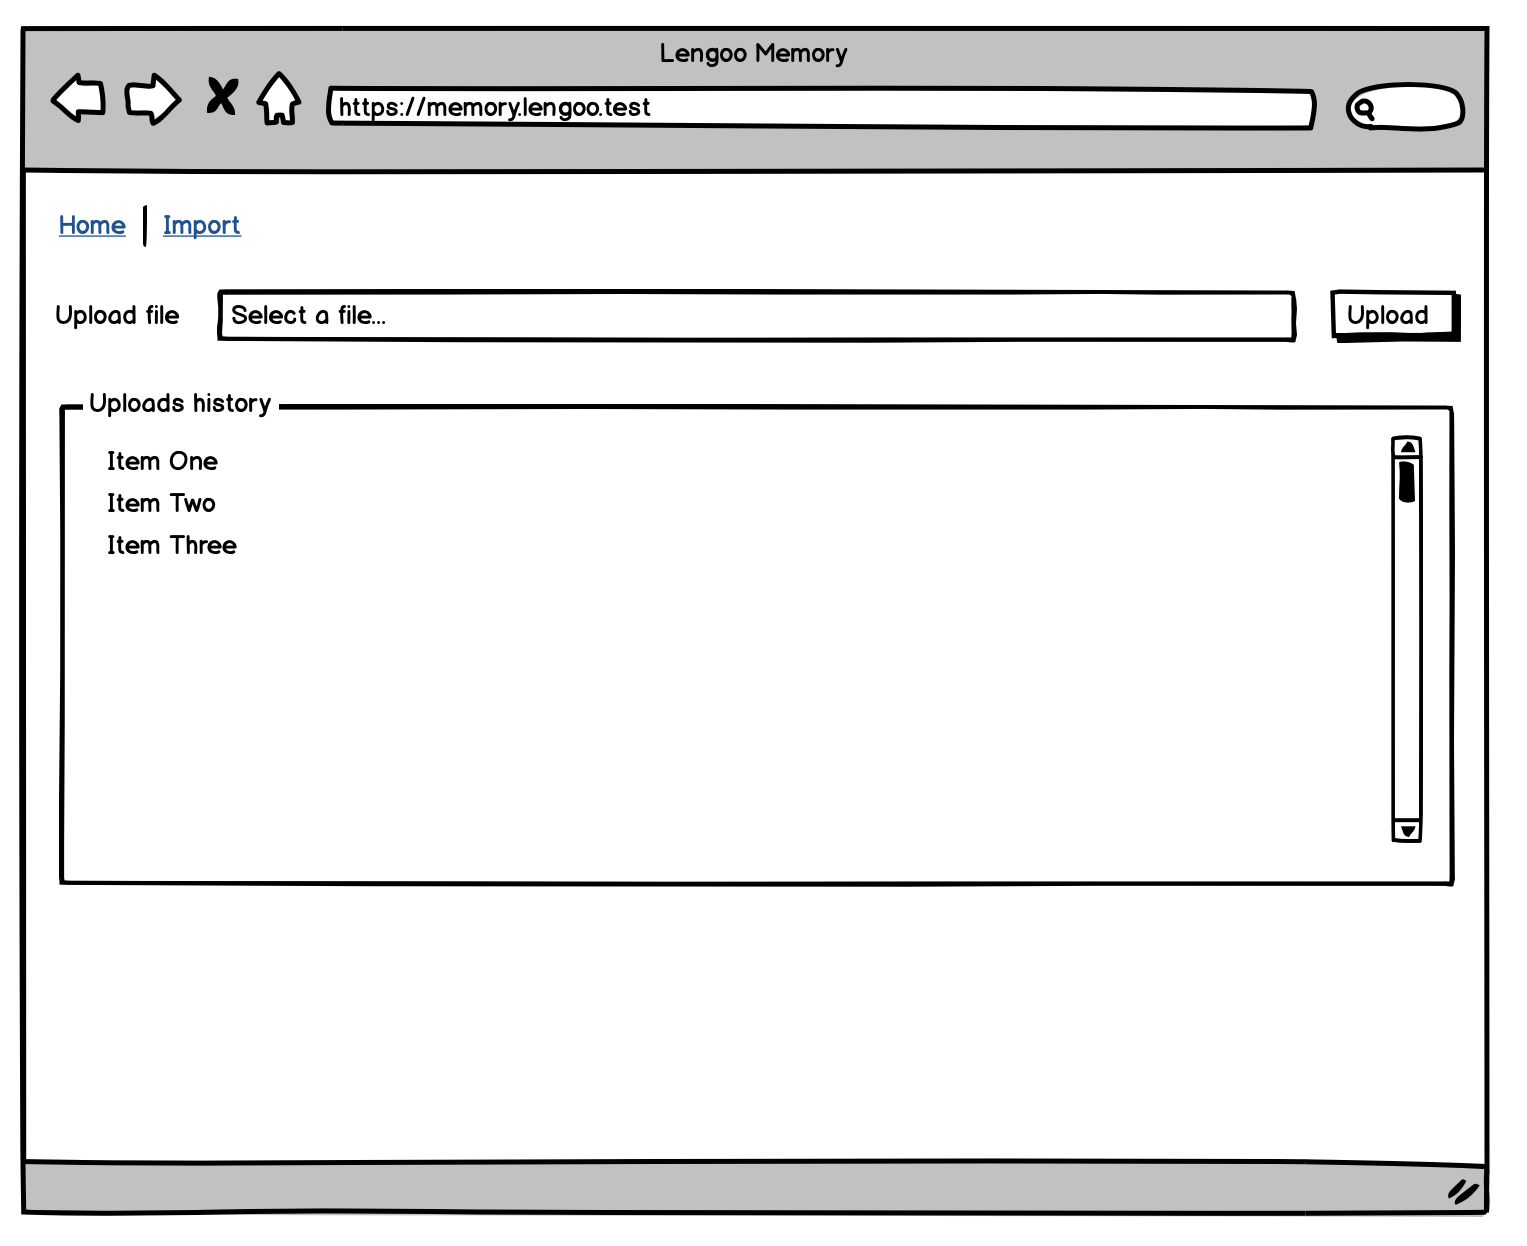 Lengoo Memory
https://memory.lengoo.test
Home | Import
Upload file Select a file... Upload
Uploads history
Item One
Item Two
Item Three